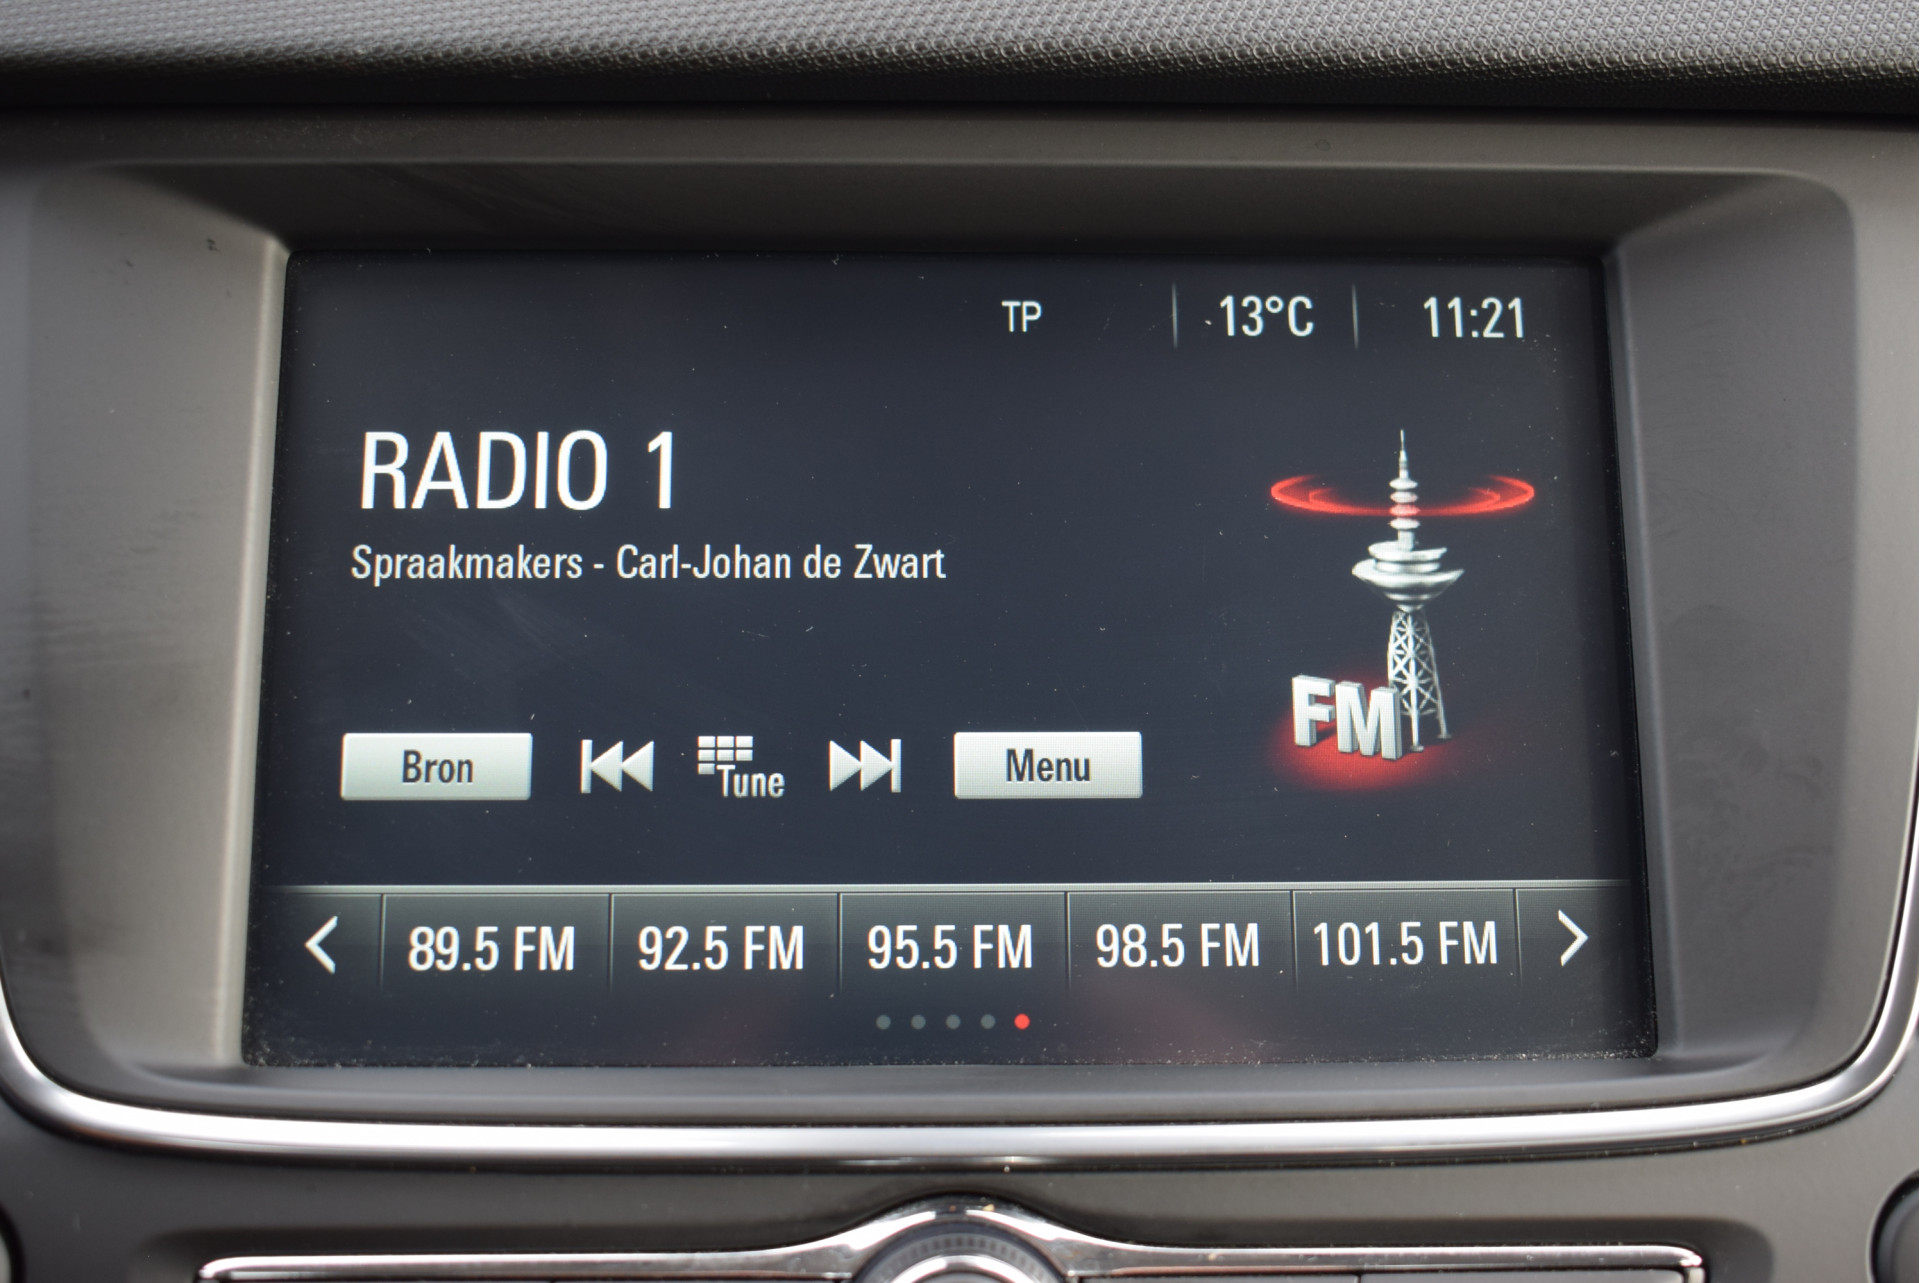 TP 13°C 11:21
RADIO 1
Spraakmakers - Carl-Johan de Zwart
FM
Bron Tune Menu
89.5 FM 92.5 FM 95.5 FM 98.5 FM 101.5 FM